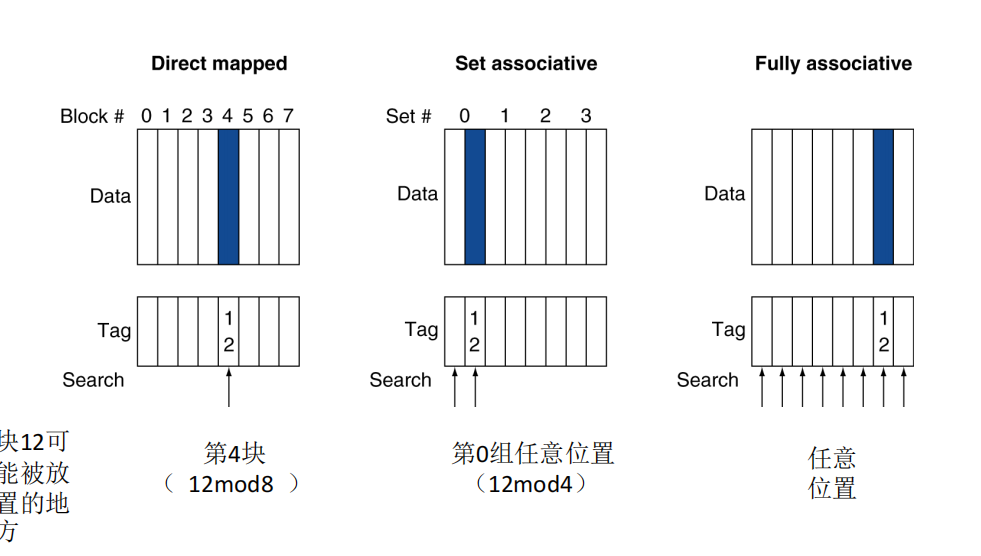 Direct mapped
Set associative
Fully associative
Block # 0 1 2 3 4 5 6 7
Set # 0 1 2 3
Data
Data
Data
1
2
1
2
1
2
Tag
Tag
Tag
Search
Search
Search
块12可
能被放
置的地
方
第4块
（ 12mod8 ）
第0组任意位置
（12mod4）
任意
位置